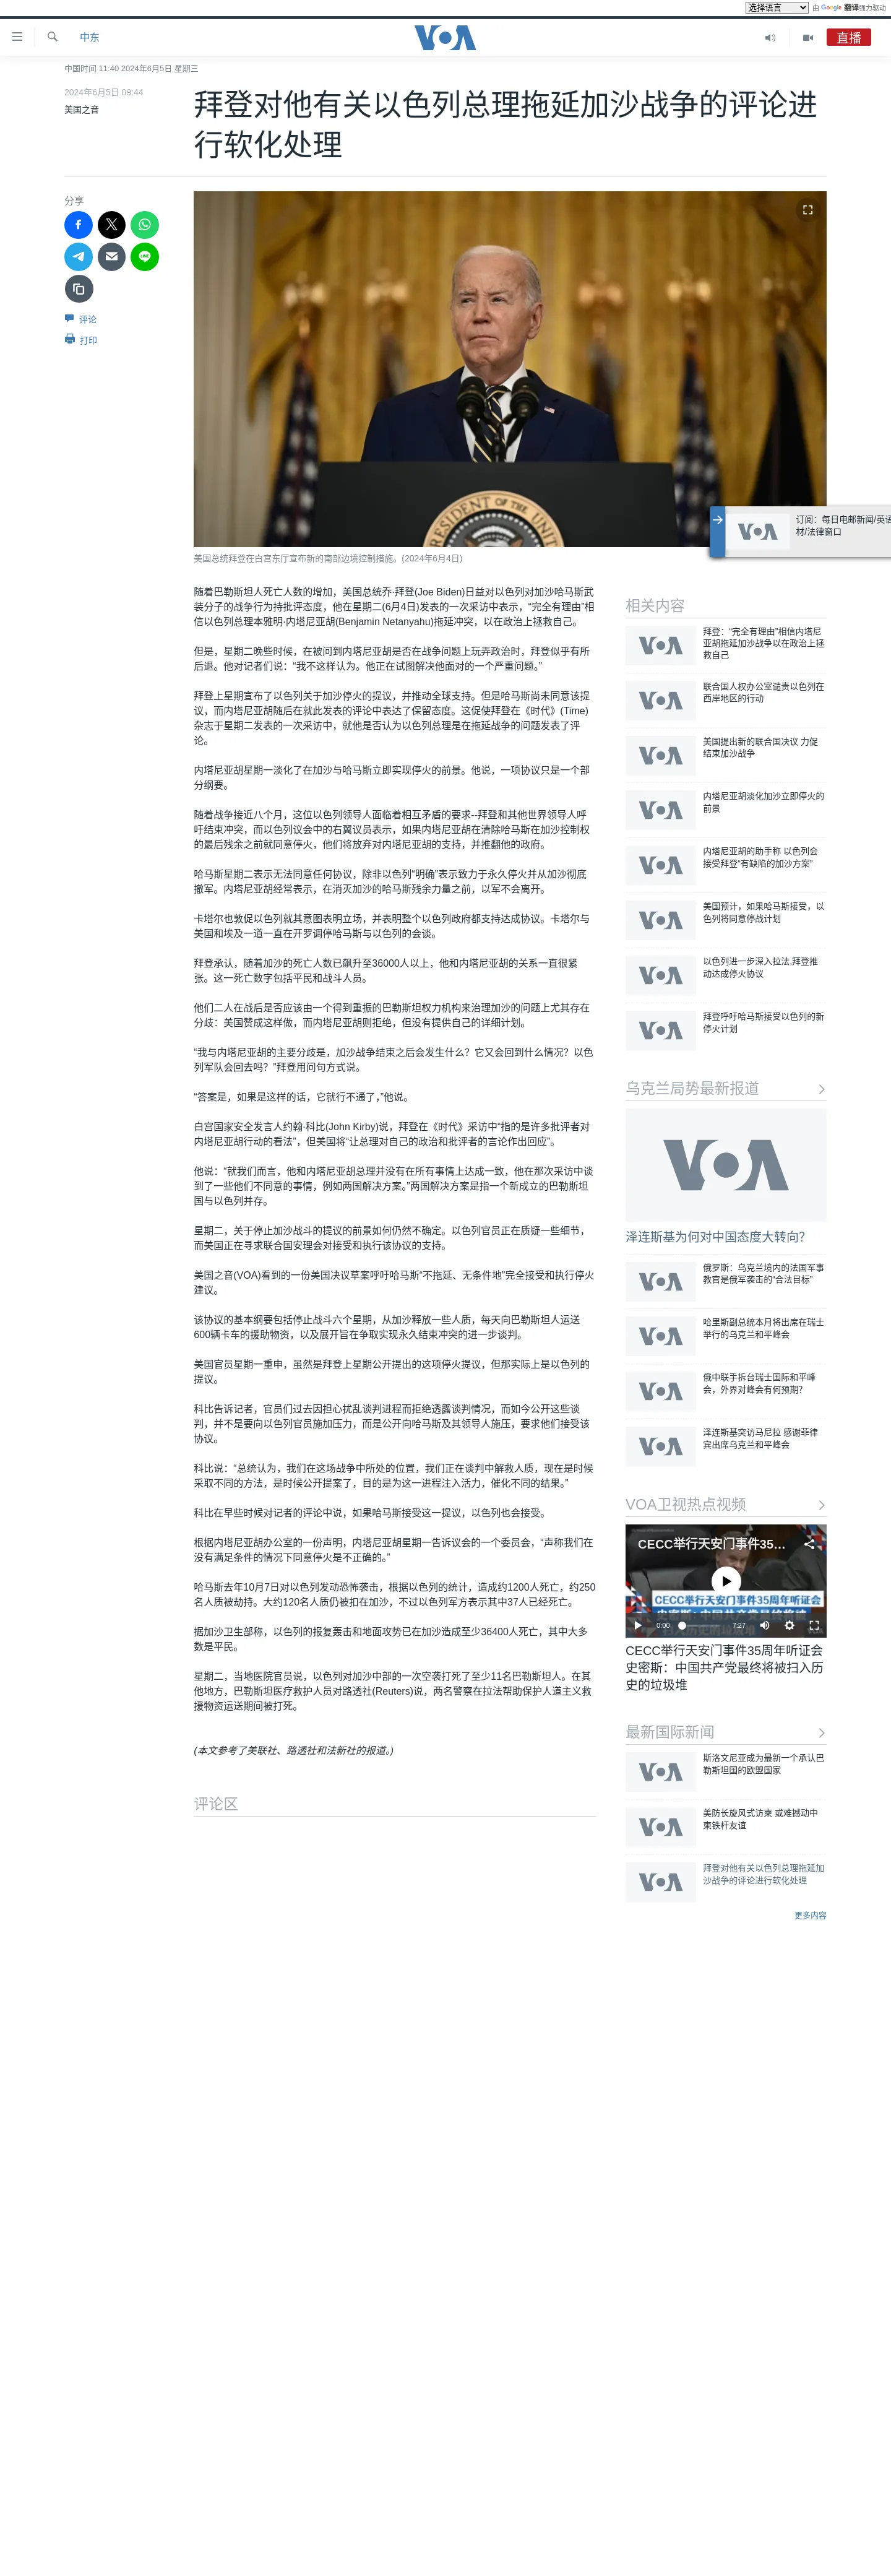 选择语言
由 Google 翻译强力驱动
中东
VOA
直播
中国时间 11:40 2024年6月5日 星期三
2024年6月5日 09:44
美国之音
拜登对他有关以色列总理拖延加沙战争的评论进
行软化处理
分享
评论
打印
订阅：每日电邮新闻/英语
材/法律窗口
美国总统拜登在白宫东厅宣布新的南部边境控制措施。(2024年6月4日)
随着巴勒斯坦人死亡人数的增加，美国总统乔·拜登(Joe Biden)日益对以色列对加沙哈马斯武
装分子的战争行为持批评态度，他在星期二(6月4日)发表的一次采访中表示，“完全有理由”相
信以色列总理本雅明·内塔尼亚胡(Benjamin Netanyahu)拖延冲突，以在政治上拯救自己。
但是，星期二晚些时候，在被问到内塔尼亚胡是否在战争问题上玩弄政治时，拜登似乎有所
后退。他对记者们说：“我不这样认为。他正在试图解决他面对的一个严重问题。”
拜登上星期宣布了以色列关于加沙停火的提议，并推动全球支持。但是哈马斯尚未同意该提
议，而内塔尼亚胡随后在就此发表的评论中表达了保留态度。这促使拜登在《时代》(Time)
杂志于星期二发表的一次采访中，就他是否认为以色列总理是在拖延战争的问题发表了评
论。
内塔尼亚胡星期一淡化了在加沙与哈马斯立即实现停火的前景。他说，一项协议只是一个部
分纲要。
随着战争接近八个月，这位以色列领导人面临着相互矛盾的要求--拜登和其他世界领导人呼
吁结束冲突，而以色列议会中的右翼议员表示，如果内塔尼亚胡在清除哈马斯在加沙控制权
的最后残余之前就同意停火，他们将放弃对内塔尼亚胡的支持，并推翻他的政府。
哈马斯星期二表示无法同意任何协议，除非以色列“明确”表示致力于永久停火并从加沙彻底
撤军。内塔尼亚胡经常表示，在消灭加沙的哈马斯残余力量之前，以军不会离开。
卡塔尔也敦促以色列就其意图表明立场，并表明整个以色列政府都支持达成协议。卡塔尔与
美国和埃及一道一直在开罗调停哈马斯与以色列的会谈。
拜登承认，随着加沙的死亡人数已飙升至36000人以上，他和内塔尼亚胡的关系一直很紧
张。这一死亡数字包括平民和战斗人员。
他们二人在战后是否应该由一个得到重振的巴勒斯坦权力机构来治理加沙的问题上尤其存在
分歧：美国赞成这样做，而内塔尼亚胡则拒绝，但没有提供自己的详细计划。
“我与内塔尼亚胡的主要分歧是，加沙战争结束之后会发生什么？它又会回到什么情况？以色
列军队会回去吗？”拜登用问句方式说。
“答案是，如果是这样的话，它就行不通了，”他说。
白宫国家安全发言人约翰·科比(John Kirby)说，拜登在《时代》采访中“指的是许多批评者对
内塔尼亚胡行动的看法”，但美国将“让总理对自己的政治和批评者的言论作出回应”。
他说：“就我们而言，他和内塔尼亚胡总理并没有在所有事情上达成一致，他在那次采访中谈
到了一些他们不同意的事情，例如两国解决方案。”两国解决方案是指一个新成立的巴勒斯坦
国与以色列并存。
星期二，关于停止加沙战斗的提议的前景如何仍然不确定。以色列官员正在质疑一些细节，
而美国正在寻求联合国安理会对接受和执行该协议的支持。
美国之音(VOA)看到的一份美国决议草案呼吁哈马斯“不拖延、无条件地”完全接受和执行停火
建议。
该协议的基本纲要包括停止战斗六个星期，从加沙释放一些人质，每天向巴勒斯坦人运送
600辆卡车的援助物资，以及展开旨在争取实现永久结束冲突的进一步谈判。
美国官员星期一重申，虽然是拜登上星期公开提出的这项停火提议，但那实际上是以色列的
提议。
科比告诉记者，官员们过去因担心扰乱谈判进程而拒绝透露谈判情况，而如今公开这些谈
判，并不是要向以色列官员施加压力，而是公开向哈马斯及其领导人施压，要求他们接受该
协议。
科比说：“总统认为，我们在这场战争中所处的位置，我们正在谈判中解救人质，现在是时候
采取不同的方法，是时候公开提案了，目的是为这一进程注入活力，催化不同的结果。”
科比在早些时候对记者的评论中说，如果哈马斯接受这一提议，以色列也会接受。
根据内塔尼亚胡办公室的一份声明，内塔尼亚胡星期一告诉议会的一个委员会，“声称我们在
没有满足条件的情况下同意停火是不正确的。”
哈马斯去年10月7日对以色列发动恐怖袭击，根据以色列的统计，造成约1200人死亡，约250
名人质被劫持。大约120名人质仍被扣在加沙，不过以色列军方表示其中37人已经死亡。
据加沙卫生部称，以色列的报复轰击和地面攻势已在加沙造成至少36400人死亡，其中大多
数是平民。
星期二，当地医院官员说，以色列对加沙中部的一次空袭打死了至少11名巴勒斯坦人。在其
他地方，巴勒斯坦医疗救护人员对路透社(Reuters)说，两名警察在拉法帮助保护人道主义救
援物资运送期间被打死。
(本文参考了美联社、路透社和法新社的报道。)
评论区
相关内容
拜登：“完全有理由”相信内塔尼
亚胡拖延加沙战争以在政治上拯
救自己
联合国人权办公室谴责以色列在
西岸地区的行动
美国提出新的联合国决议 力促
结束加沙战争
内塔尼亚胡淡化加沙立即停火的
前景
内塔尼亚胡的助手称 以色列会
接受拜登“有缺陷的加沙方案”
美国预计，如果哈马斯接受，以
色列将同意停战计划
以色列进一步深入拉法,拜登推
动达成停火协议
拜登呼吁哈马斯接受以色列的新
停火计划
乌克兰局势最新报道
VOA
泽连斯基为何对中国态度大转向?
俄罗斯：乌克兰境内的法国军事
教官是俄军袭击的“合法目标”
哈里斯副总统本月将出席在瑞士
举行的乌克兰和平峰会
俄中联手拆台瑞士国际和平峰
会，外界对峰会有何预期？
泽连斯基突访马尼拉 感谢菲律
宾出席乌克兰和平峰会
VOA卫视热点视频
CECC举行天安门事件35...
CECC举行天安门事件35周年听证会
0:00
7:27
CECC举行天安门事件35周年听证会
史密斯：中国共产党最终将被扫入历
史的垃圾堆
最新国际新闻
斯洛文尼亚成为最新一个承认巴
勒斯坦国的欧盟国家
美防长旋风式访柬 或难撼动中
柬铁杆友谊
拜登对他有关以色列总理拖延加
沙战争的评论进行软化处理
更多内容